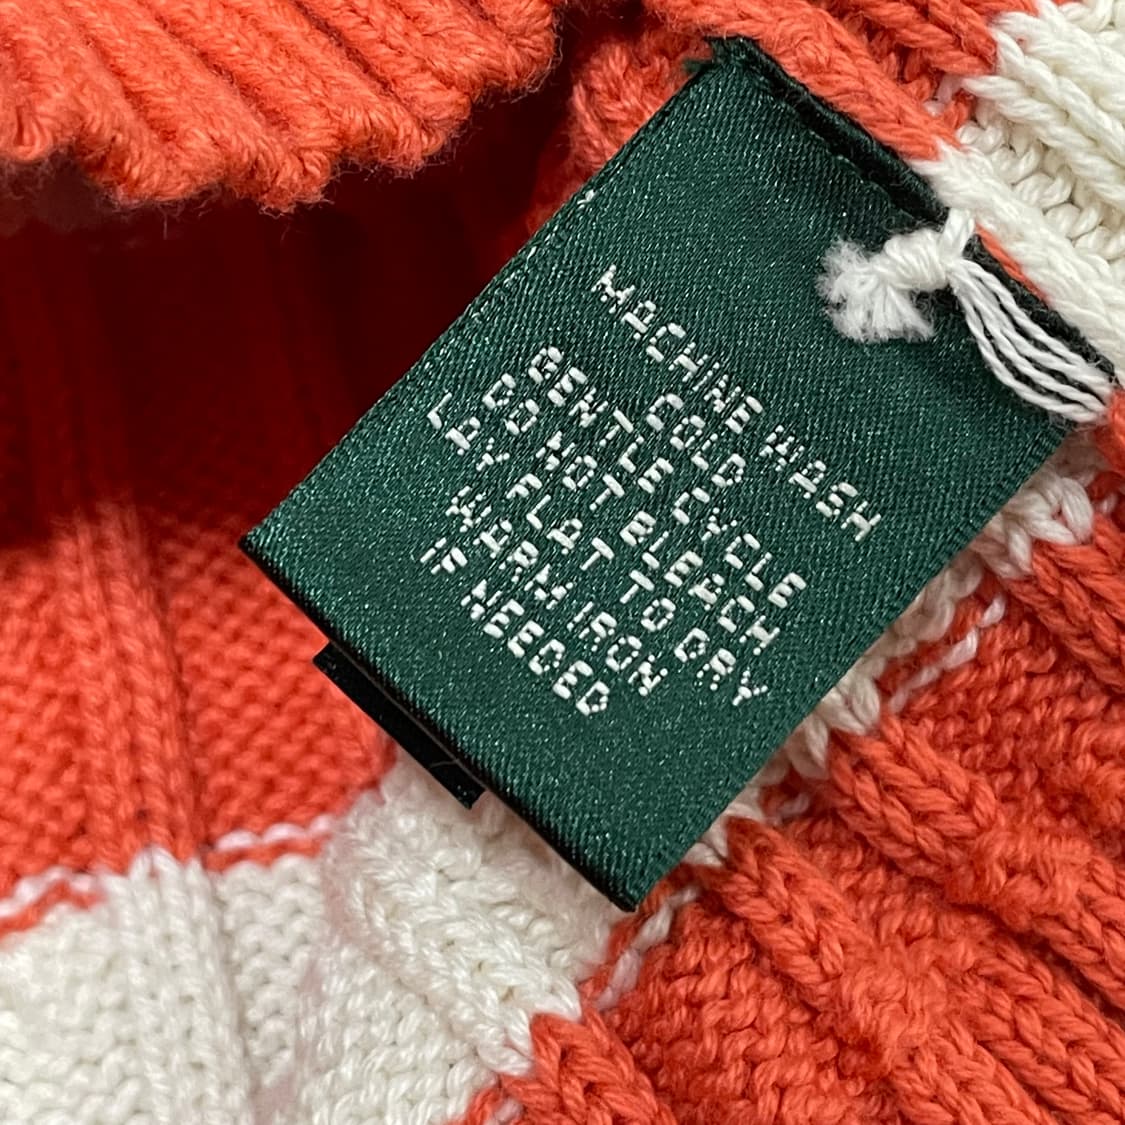 MACHINE WASH
COLD
GENTLE CYCLE
DO NOT BLEACH
LAY FLAT TO DRY
WARM IRON
IF NEEDED